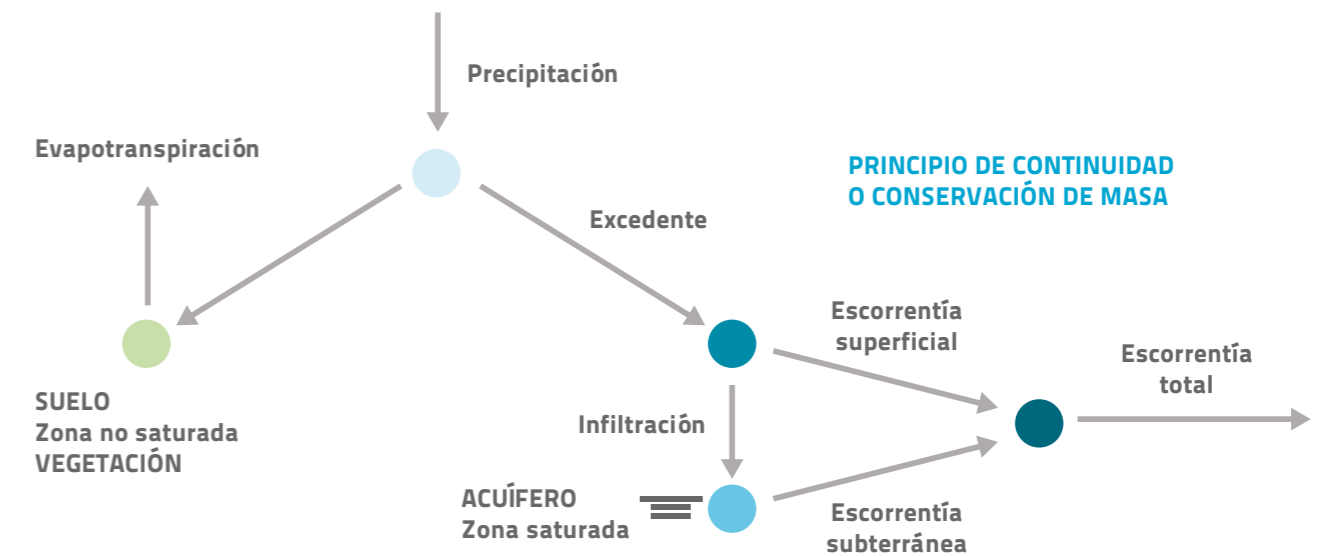 Precipitación
Evapotranspiración
PRINCIPIO DE CONTINUIDAD
O CONSERVACIÓN DE MASA
Excedente
Escorrentía
superficial
Escorrentía
total
SUELO
Zona no saturada
VEGETACIÓN
Infiltración
ACUÍFERO
Zona saturada
Escorrentía
subterránea